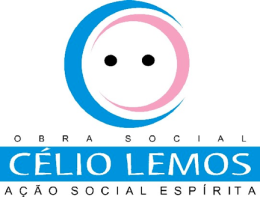 OBRA SOCIAL
CÉLIO LEMOS
AÇÃO SOCIAL ESPÍRITA